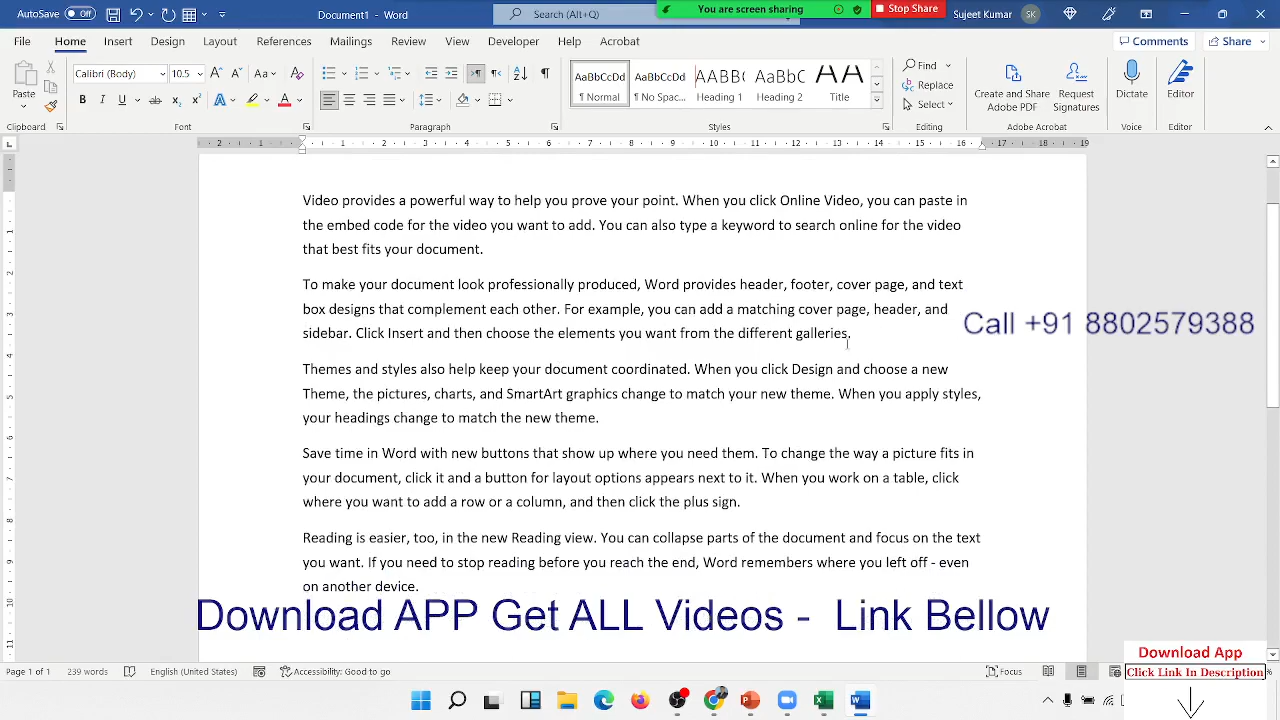 You are screen sharing
Stop Share
AutoSave
Off
Document1 - Word
Search (Alt+Q)
Sujeet Kumar
SK
File
Home
Insert
Design
Layout
References
Mailings
Review
View
Developer
Help
Acrobat
Comments
Share
Paste
Calibri (Body)
10.5
AaBbCcDd
¶ Normal
AaBbCcDd
¶ No Spac...
AABBC
Heading 1
AaBbC
Heading 2
AA
Title
Find
Replace
Select
Create and Share
Adobe PDF
Request
Signatures
Dictate
Editor
Clipboard
Font
Paragraph
Styles
Editing
Adobe Acrobat
Voice
Editor
Video provides a powerful way to help you prove your point. When you click Online Video, you can paste in
the embed code for the video you want to add. You can also type a keyword to search online for the video
that best fits your document.
To make your document look professionally produced, Word provides header, footer, cover page, and text
box designs that complement each other. For example, you can add a matching cover page, header, and
sidebar. Click Insert and then choose the elements you want from the different galleries.
Call +91 8802579388
Themes and styles also help keep your document coordinated. When you click Design and choose a new
Theme, the pictures, charts, and SmartArt graphics change to match your new theme. When you apply styles,
your headings change to match the new theme.
Save time in Word with new buttons that show up where you need them. To change the way a picture fits in
your document, click it and a button for layout options appears next to it. When you work on a table, click
where you want to add a row or a column, and then click the plus sign.
Reading is easier, too, in the new Reading view. You can collapse parts of the document and focus on the text
you want. If you need to stop reading before you reach the end, Word remembers where you left off - even
on another device.
Download APP Get ALL Videos - Link Bellow
Download App
Click Link In Description
Page 1 of 1
239 words
English (United States)
Accessibility: Good to go
Focus